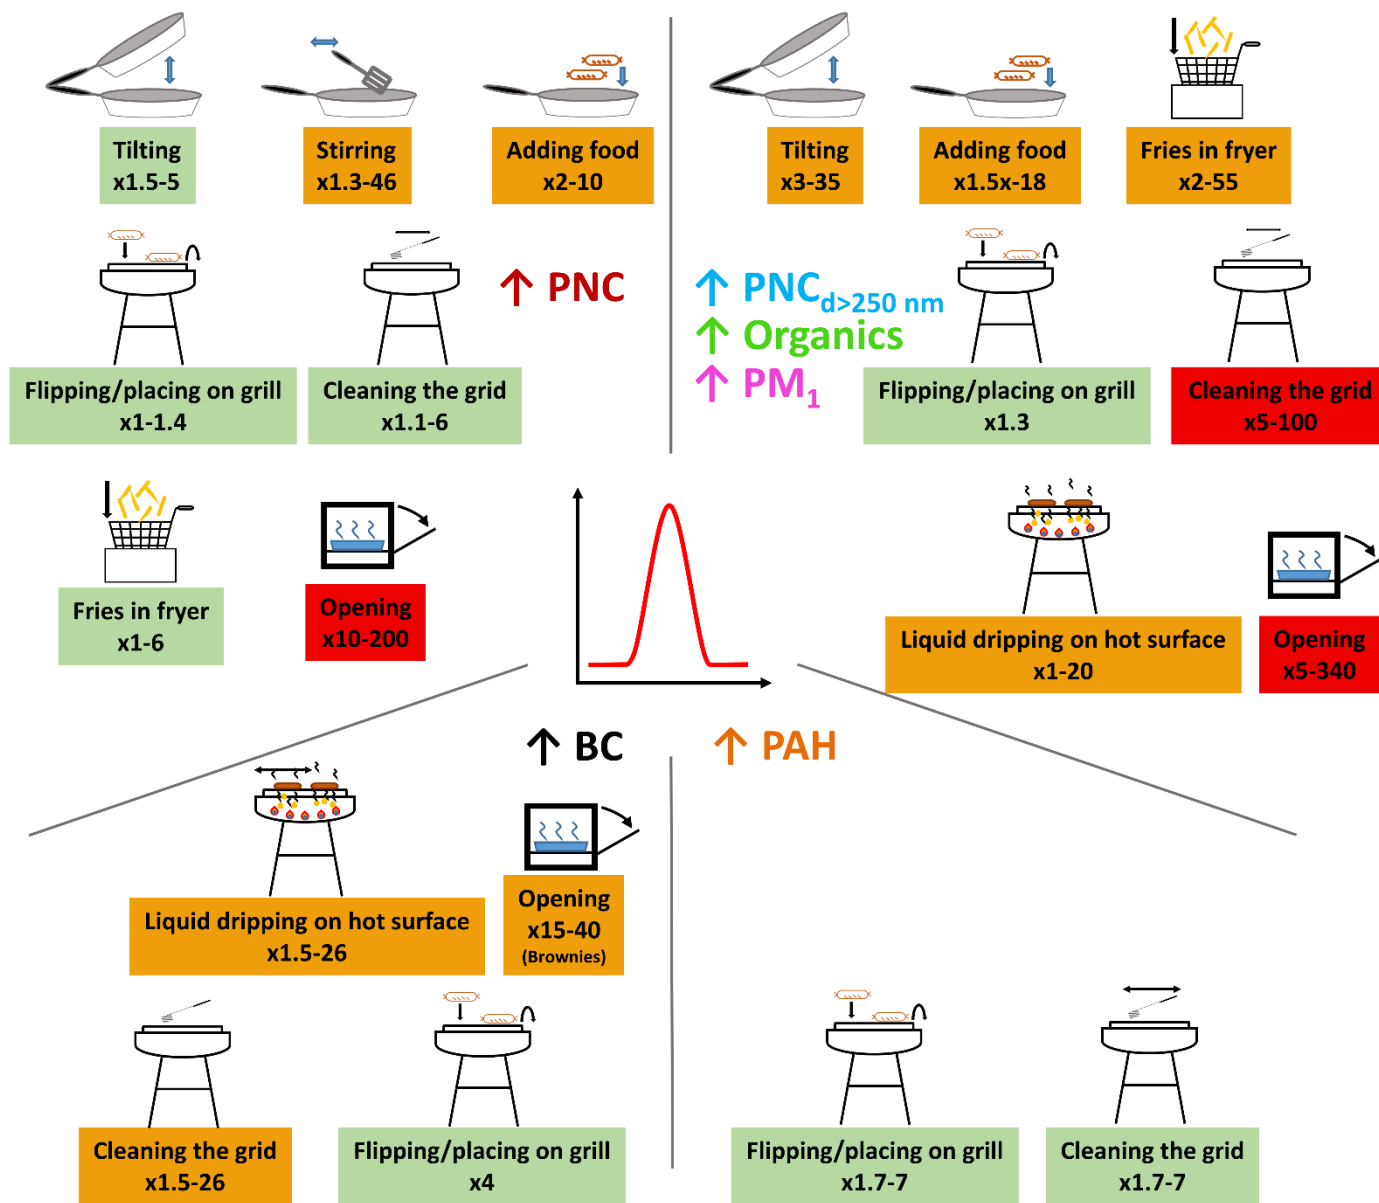 Tilting
x1.5-5
Stirring
x1.3-46
Adding food
x2-10
Flipping/placing on grill
x1-1.4
Cleaning the grid
x1.1-6
↑ PNC
Fries in fryer
x1-6
Opening
x10-200
Tilting
x3-35
Adding food
x1.5x-18
Fries in fryer
x2-55
↑ PNC d>250 nm
↑ Organics
↑ PM1
Flipping/placing on grill
x1.3
Cleaning the grid
x5-100
Liquid dripping on hot surface
x1-20
Opening
x5-340
↑ BC
Liquid dripping on hot surface
x1.5-26
Opening
x15-40
(Brownies)
Cleaning the grid
x1.5-26
Flipping/placing on grill
x4
↑ PAH
Flipping/placing on grill
x1.7-7
Cleaning the grid
x1.7-7